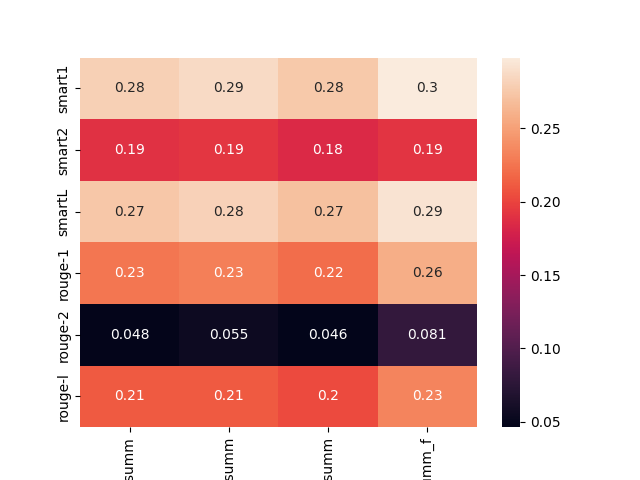 smart1 0.28 0.29 0.28 0.3
smart2 0.19 0.19 0.18 0.19
smartL 0.27 0.28 0.27 0.29
rouge-1 0.23 0.23 0.22 0.26
rouge-2 0.048 0.055 0.046 0.081
rouge-l 0.21 0.21 0.2 0.23
summ summ summ mm_f
0.25
0.20
0.15
0.10
0.05